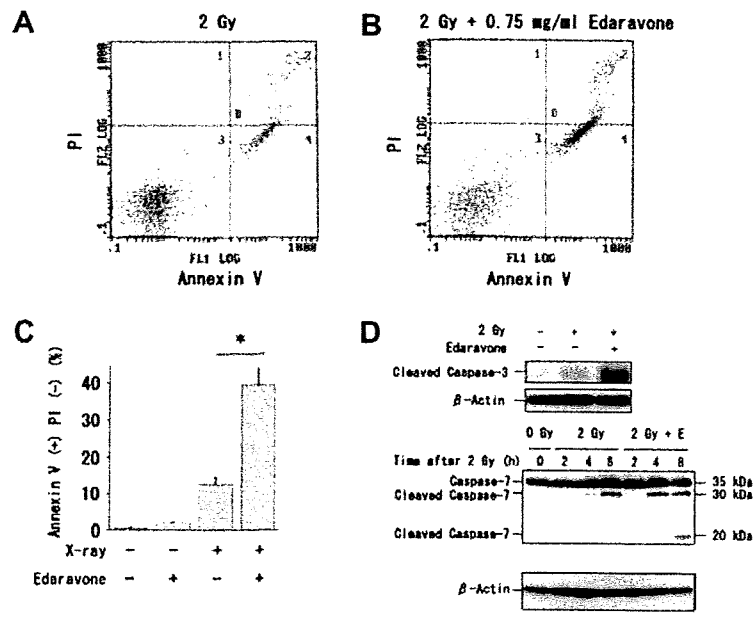 A
2 Gy
1000
PI
FL2 LOG
.1
1
2
3
4
.1
1000
FL1 LOG
Annexin V
B
2 Gy + 0.75 mg/ml Edaravone
1000
PI
FL2 LOG
.1
1
2
3
4
.1
1000
FL1 LOG
Annexin V
C
Annexin V (+) PI (-) (%)
40
30
20
10
0
*
X-ray - - + +
Edaravone - + - +
D
2 Gy - + +
Edaravone - - +
Cleaved Caspase-3
β-Actin
0 Gy 2 Gy 2 Gy + E
Time after 2 Gy (h) 0 2 4 8 2 4 8
Caspase-7 35 kDa
Cleaved Caspase-7 30 kDa
Cleaved Caspase-7 20 kDa
β-Actin